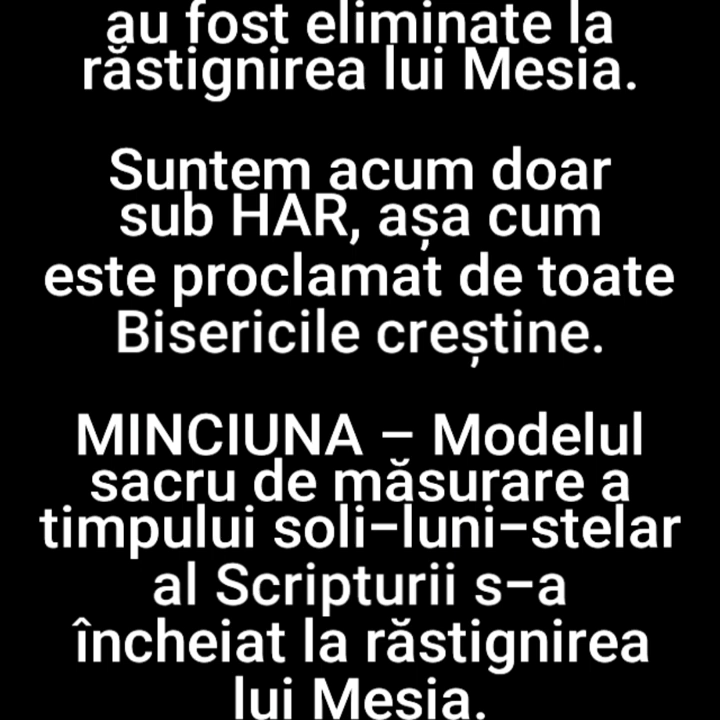 au fost eliminate la
răstignirea lui Mesia.
Suntem acum doar
sub HAR, așa cum
este proclamat de toate
Bisericile creștine.
MINCIUNA – Modelul
sacru de măsurare a
timpului soli–luni–stelar
al Scripturii s–a
încheiat la răstignirea
lui Mesia.